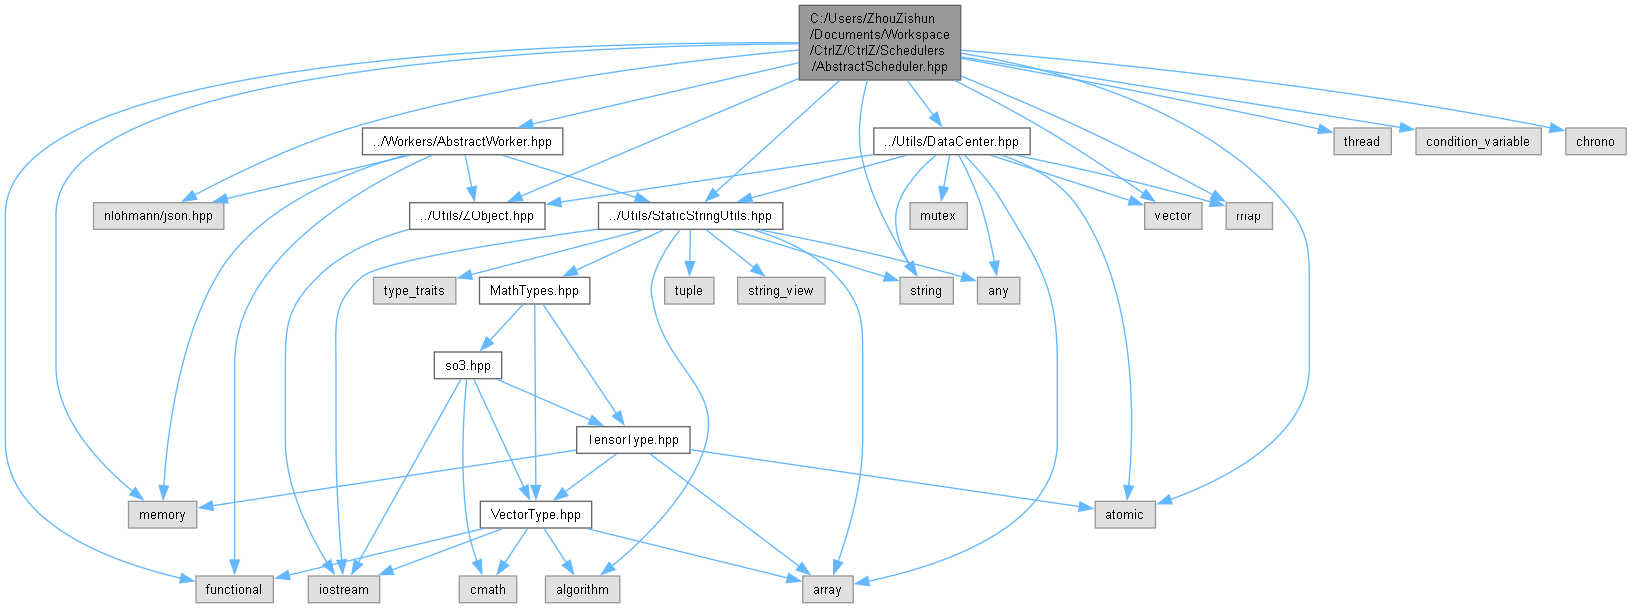 C:/Users/ZhouZishun
/Documents/Workspace
/CtrlZ/CtrlZ/Schedulers
/AbstractScheduler.hpp
../Workers/AbstractWorker.hpp
../Utils/DataCenter.hpp
thread
condition_variable
chrono
nlohmann/json.hpp
../Utils/ZObject.hpp
../Utils/StaticStringUtils.hpp
mutex
vector
map
type_traits
MathTypes.hpp
tuple
string_view
string
any
so3.hpp
TensorType.hpp
memory
VectorType.hpp
atomic
functional
iostream
cmath
algorithm
array